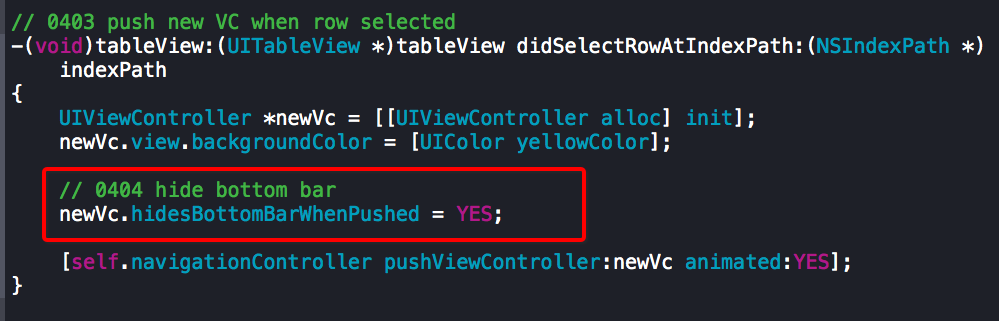 // 0403 push new VC when row selected
-(void)tableView:(UITableView *)tableView didSelectRowAtIndexPath:(NSIndexPath *)
indexPath
{
UIViewController *newVc = [[UIViewController alloc] init];
newVc.view.backgroundColor = [UIColor yellowColor];
// 0404 hide bottom bar
newVc.hidesBottomBarWhenPushed = YES;
[self.navigationController pushViewController:newVc animated:YES];
}